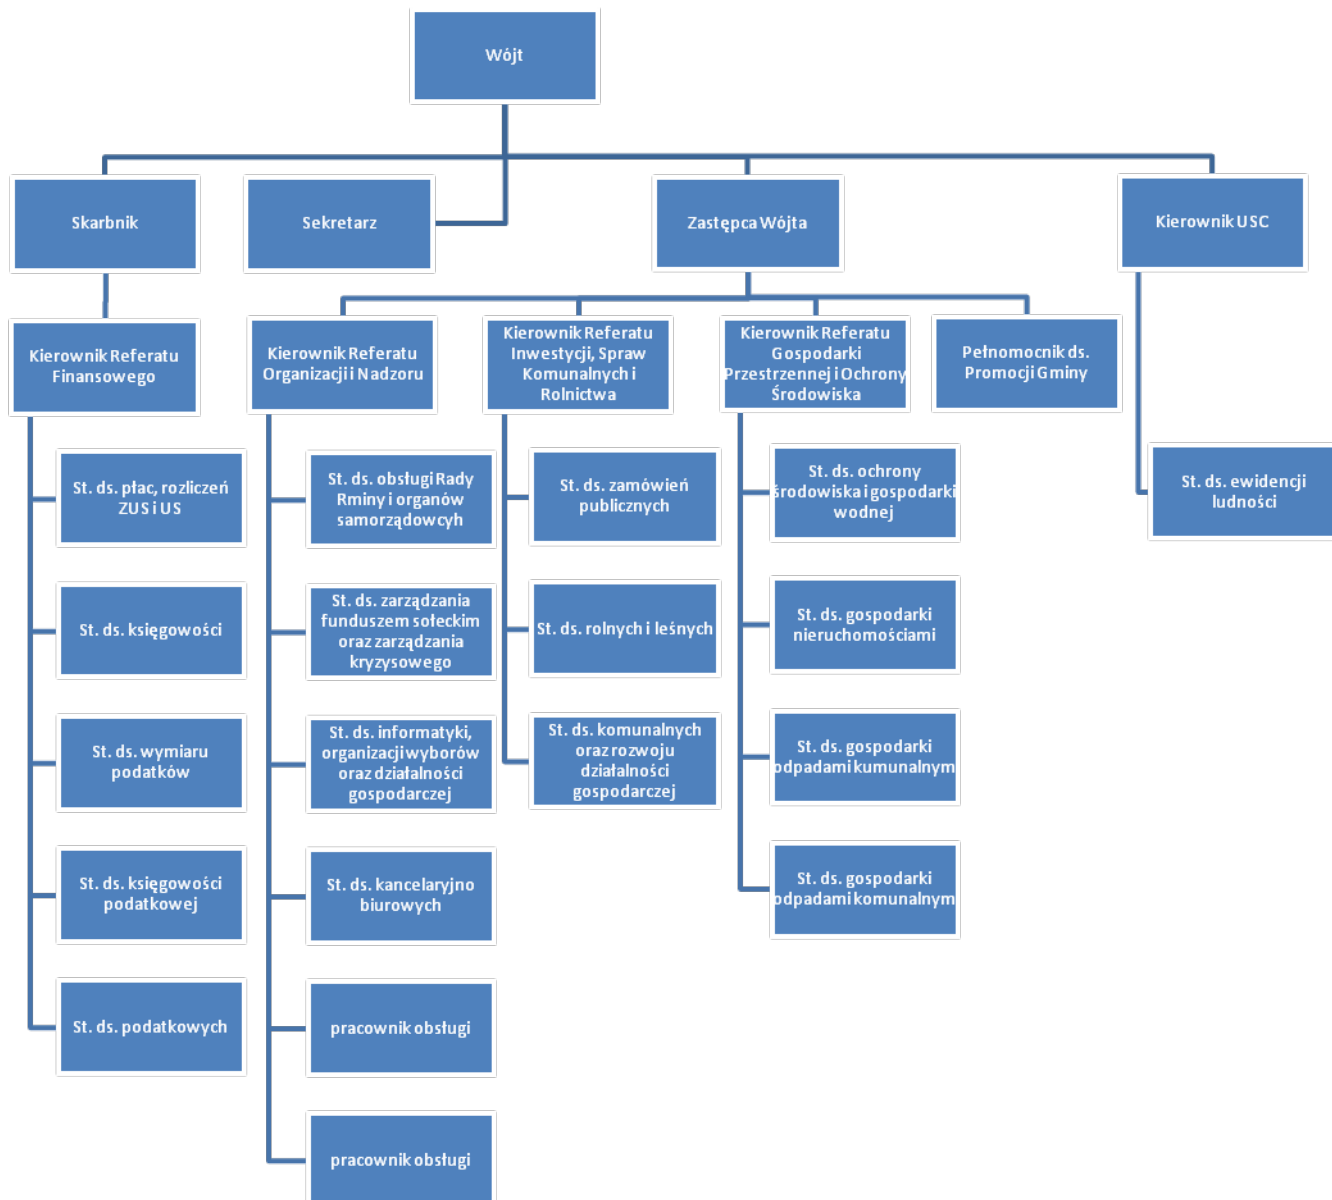 Wójt
Skarbnik
Sekretarz
Zastępca Wójta
Kierownik USC
Kierownik Referatu
Finansowego
Kierownik Referatu
Organizacji i Nadzoru
Kierownik Referatu
Inwestycji, Spraw
Komunalnych i
Rolnictwa
Kierownik Referatu
Gospodarki
Przestrzennej i Ochrony
Środowiska
Pełnomocnik ds.
Promocji Gminy
St. ds. płac, rozliczeń
ZUS i US
St. ds. księgowości
St. ds. wymiaru
podatków
St. ds. księgowości
podatkowej
St. ds. podatkowych
St. ds. obsługi Rady
Rminy i organów
samorządowcyh
St. ds. zarządzania
funduszem sołeckim
oraz zarządzania
kryzysowego
St. ds. informatyki,
organizacji wyborów
oraz działalności
gospodarczej
St. ds. kancelaryjno
biurowych
pracownik obsługi
pracownik obsługi
St. ds. zamówień
publicznych
St. ds. rolnych i leśnych
St. ds. komunalnych
oraz rozwoju
działalności
gospodarczej
St. ds. ochrony
środowiska i gospodarki
wodnej
St. ds. gospodarki
nieruchomościami
St. ds. gospodarki
odpadami kumunalnym
St. ds. gospodarki
odpadami komunalnym
St. ds. ewidencji
ludności